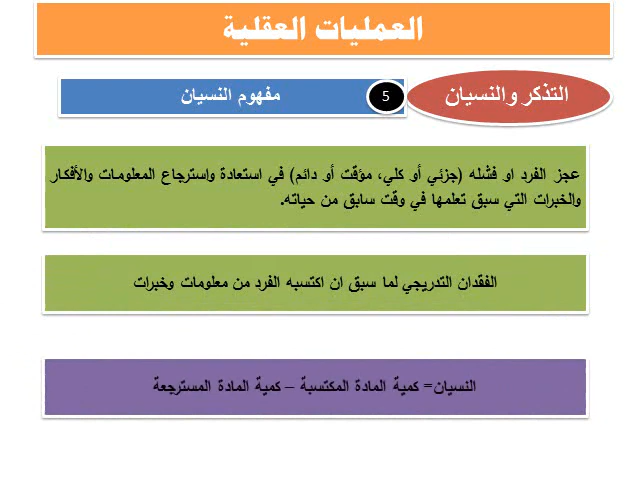 العمليات العقلية
التذكر والنسيان
5
مفهوم النسيان
عجز الفرد او فشله (جزئي أو كلي، مؤقت أو دائم) في استعادة واسترجاع المعلومات والأفكار
والخبرات التي سبق تعلمها في وقت سابق من حياته.
الفقدان التدريجي لما سبق ان اكتسبه الفرد من معلومات وخبرات
النسيان= كمية المادة المكتسبة – كمية المادة المسترجعة